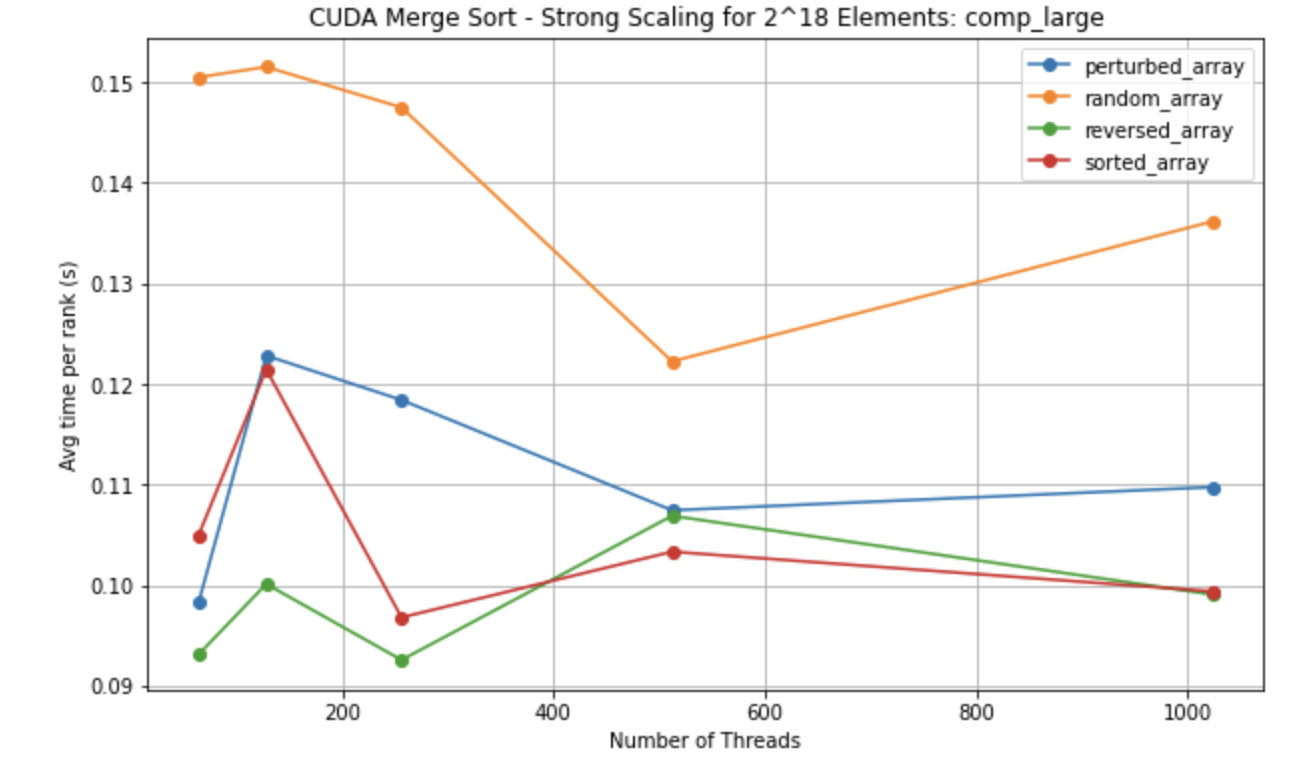 CUDA Merge Sort - Strong Scaling for 2^18 Elements: comp_large
perturbed_array
random_array
reversed_array
sorted_array
Avg time per rank (s)
0.15
0.14
0.13
0.12
0.11
0.10
0.09
200 400 600 800 1000
Number of Threads